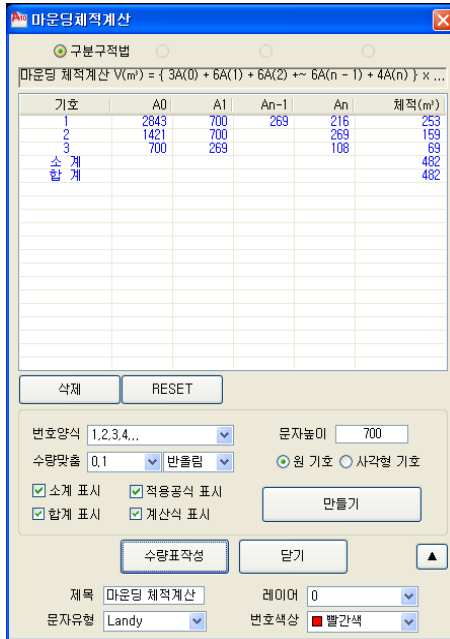 마운딩체적계산
구분구적법
마운딩 체적계산 V(m³) = { 3A(0) + 6A(1) + 6A(2) +~ 6A(n - 1) + 4A(n) } x ...
기호 A0 A1 An-1 An 체적(m³)
1 2843 700 269 216 253
2 1421 700 269 159
3 700 269 108 69
소 계 482
합 계 482
삭제 RESET
번호양식 1,2,3,4,,, 문자높이 700
수량맞춤 0,1 반올림 원 기호 사각형 기호
소계 표시 적용공식 표시 만들기
합계 표시 계산식 표시
수량표작성 닫기 ▲
제목 마운딩 체적계산 레이어 0
문자유형 Landy 번호색상 빨간색